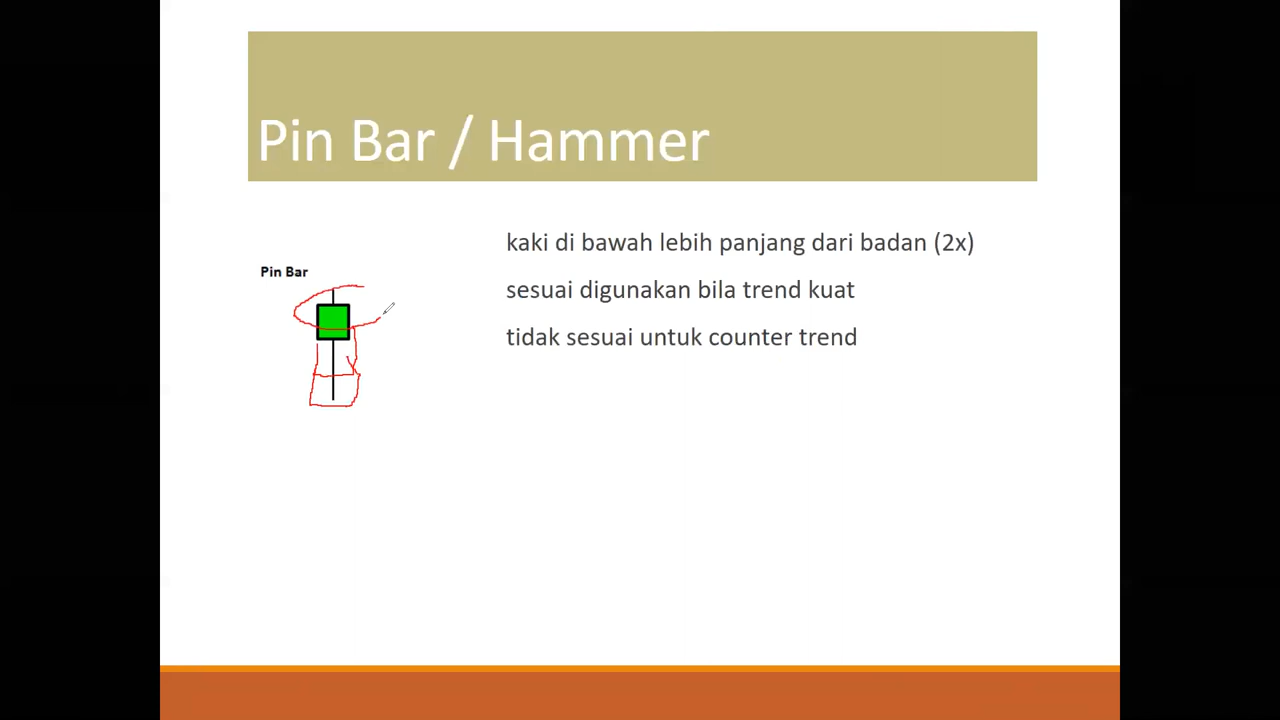 Pin Bar / Hammer
kaki di bawah lebih panjang dari badan (2x)
Pin Bar
sesuai digunakan bila trend kuat
tidak sesuai untuk counter trend